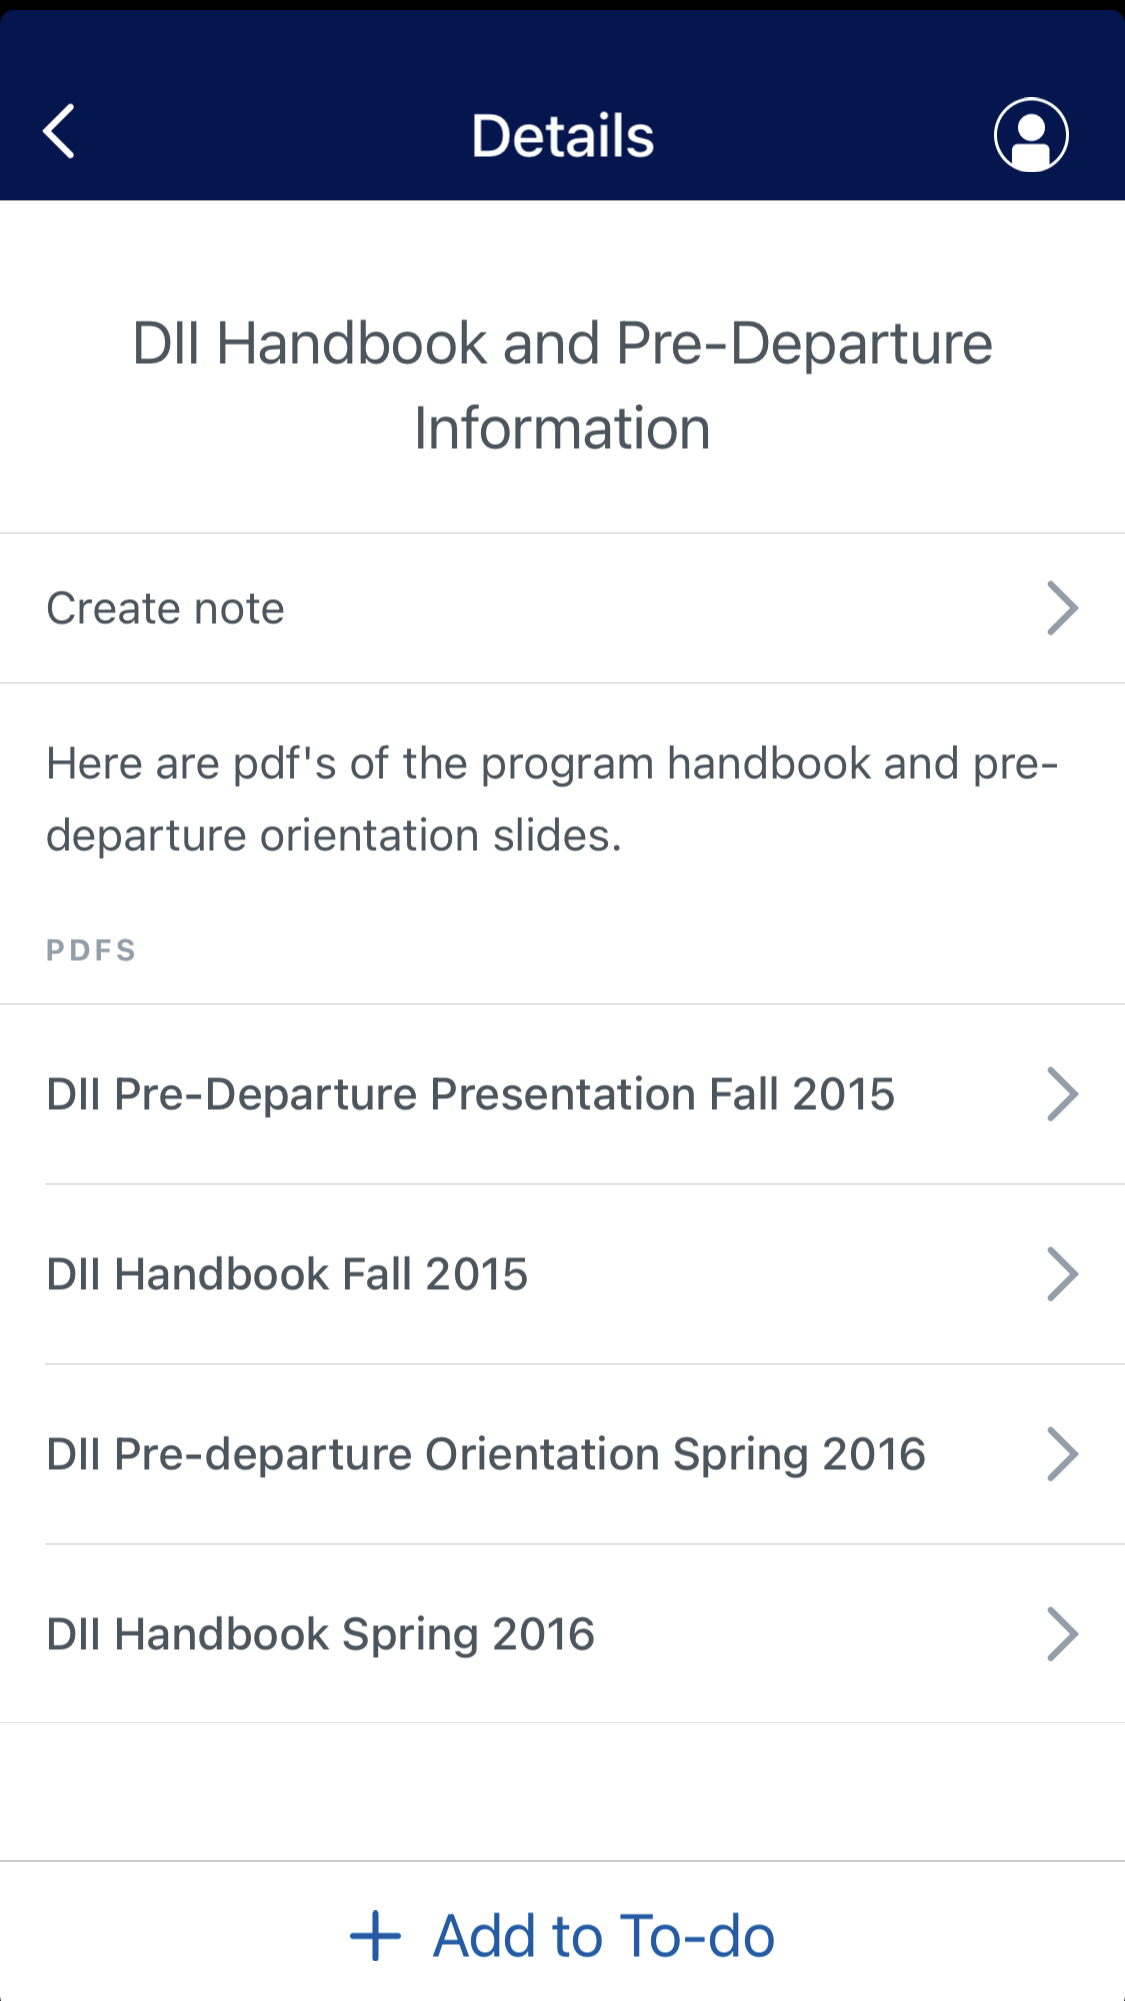 Details
DII Handbook and Pre-Departure
Information
Create note
Here are pdf's of the program handbook and pre-
departure orientation slides.
PDFS
DII Pre-Departure Presentation Fall 2015
DII Handbook Fall 2015
DII Pre-departure Orientation Spring 2016
DII Handbook Spring 2016
+ Add to To-do